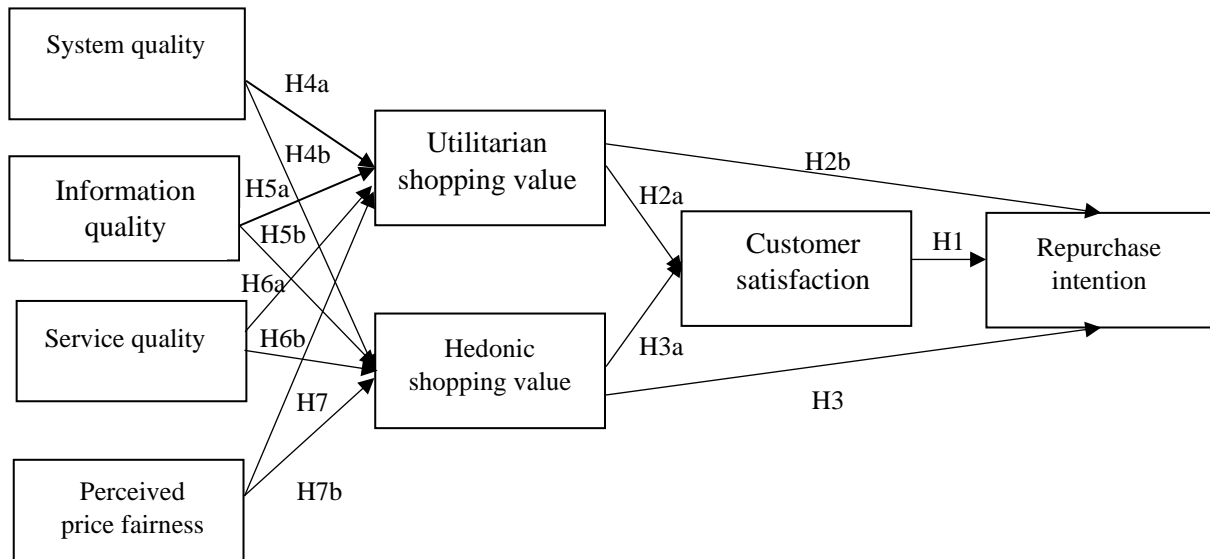 System quality
H4a
Utilitarian
shopping value
H4b
H2b
Information
quality
H5a
H2a
H5b
Customer
satisfaction
H1
Repurchase
intention
H6a
Service quality
H6b
Hedonic
shopping value
H3a
H7
H3
Perceived
price fairness
H7b